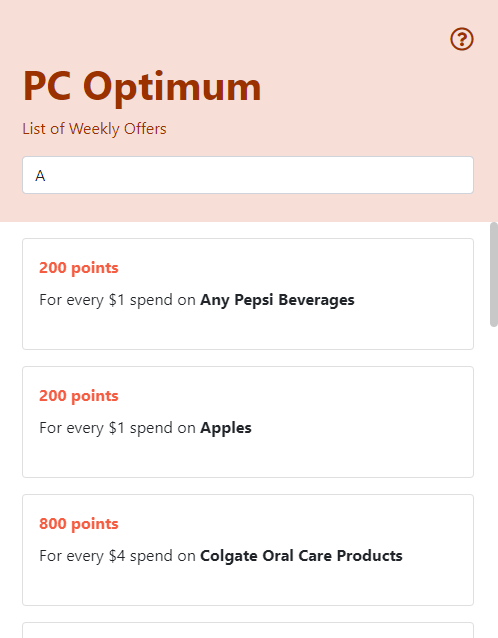 ?
PC Optimum
List of Weekly Offers
A
200 points
For every $1 spend on Any Pepsi Beverages
200 points
For every $1 spend on Apples
800 points
For every $4 spend on Colgate Oral Care Products